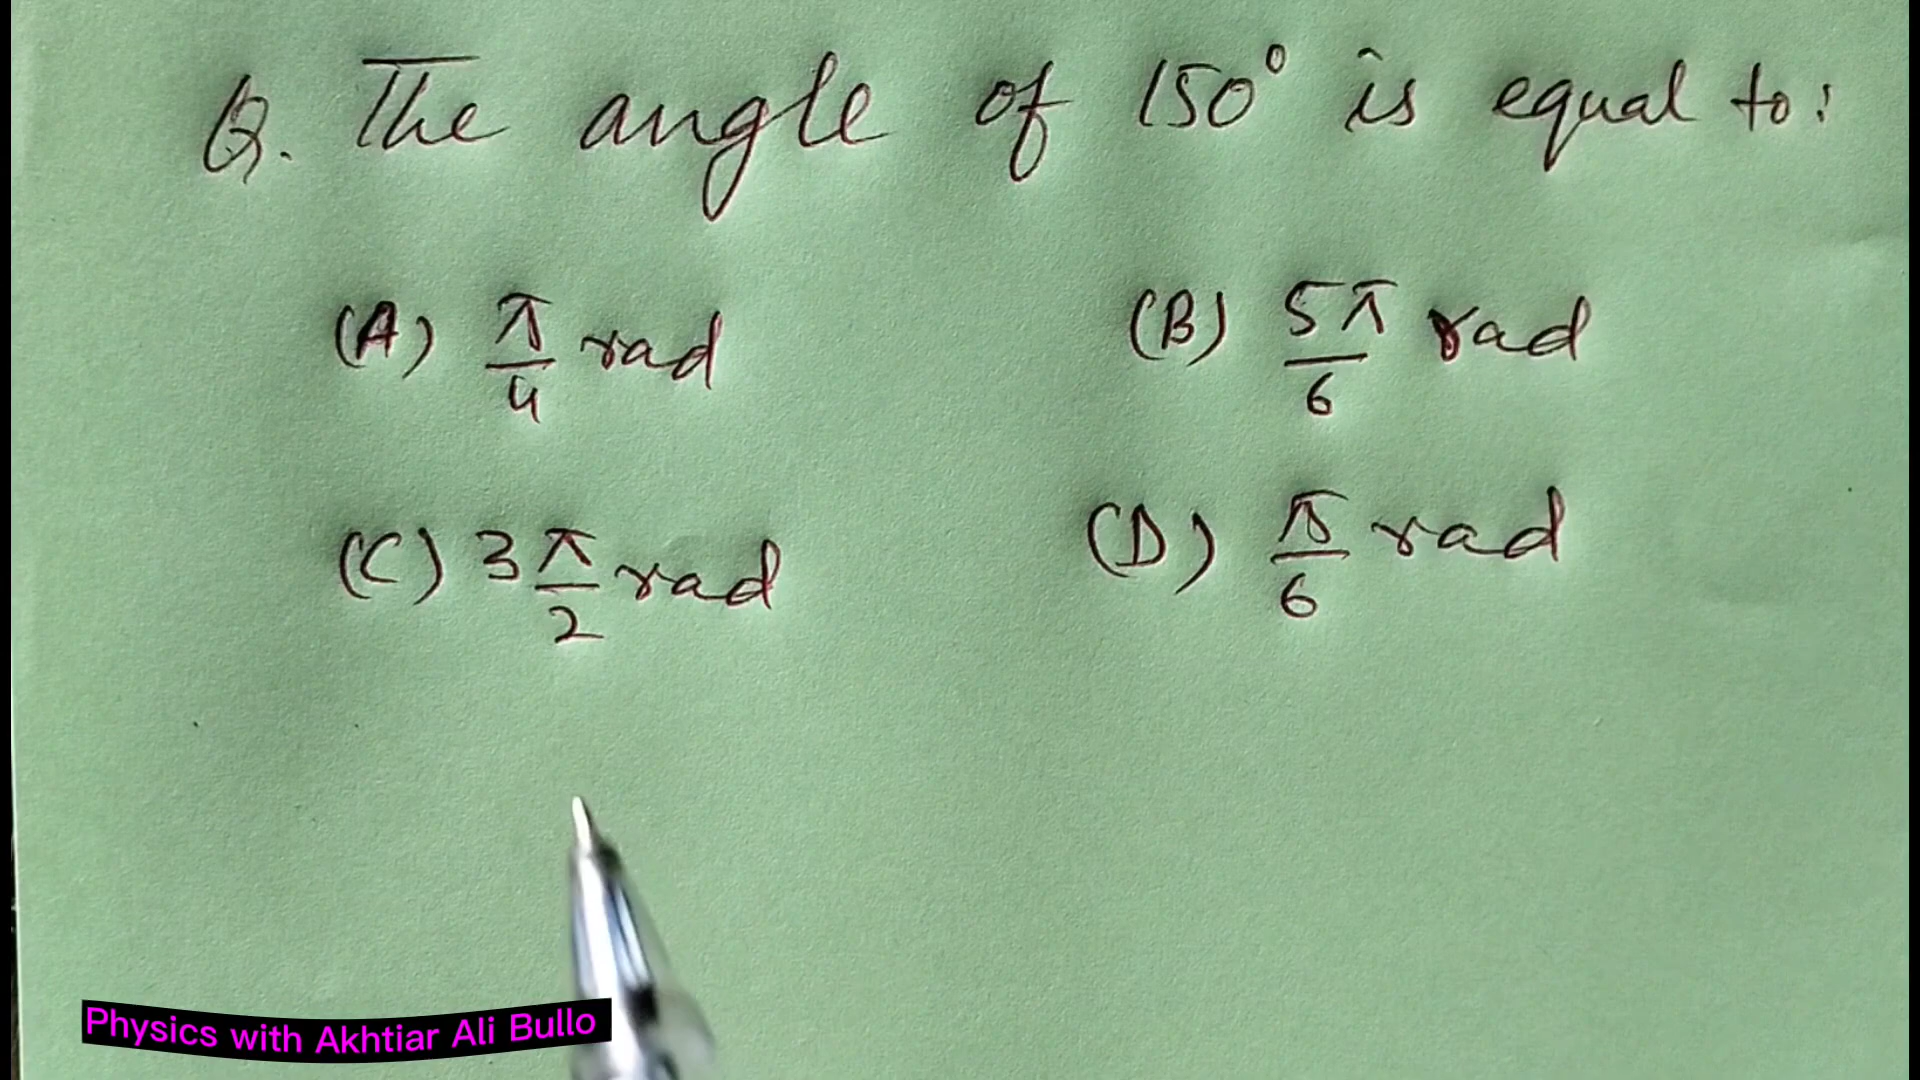 Q. The angle of 150° is equal to:
(A) π/4 rad (B) 5π/6 rad
(C) 3π/2 rad (D) π/6 rad
Physics with Akhtiar Ali Bullo